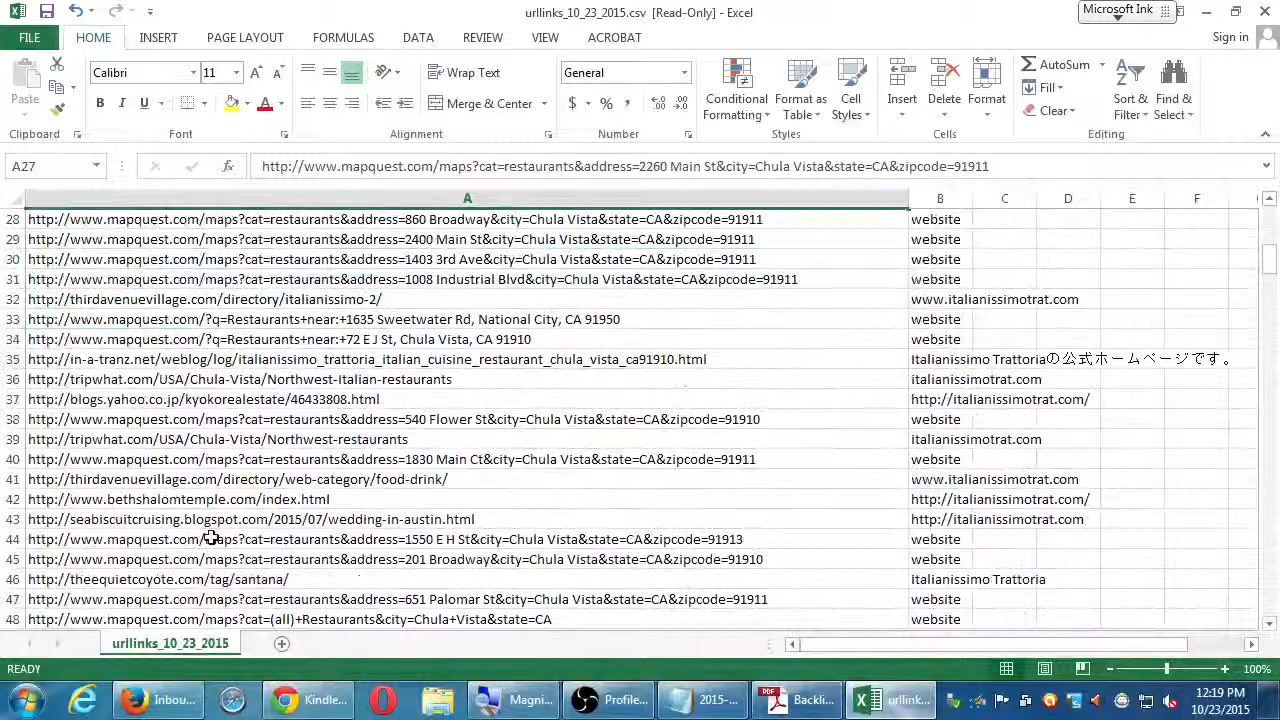 urllinks_10_23_2015.csv [Read-Only] - Excel
Microsoft Ink
FILE
HOME
INSERT
PAGE LAYOUT
FORMULAS
DATA
REVIEW
VIEW
ACROBAT
Sign in
Paste
Clipboard
Calibri
11
B I U
Font
Wrap Text
Merge & Center
Alignment
General
$ % ,
Number
Conditional Formatting
Format as Table
Cell Styles
Styles
Insert
Delete
Format
Cells
AutoSum
Fill
Clear
Sort & Filter
Find & Select
Editing
A27
fx
http://www.mapquest.com/maps?cat=restaurants&address=2260 Main St&city=Chula Vista&state=CA&zipcode=91911
A B C D E F
28 http://www.mapquest.com/maps?cat=restaurants&address=860 Broadway&city=Chula Vista&state=CA&zipcode=91911 website
29 http://www.mapquest.com/maps?cat=restaurants&address=2400 Main St&city=Chula Vista&state=CA&zipcode=91911 website
30 http://www.mapquest.com/maps?cat=restaurants&address=1403 3rd Ave&city=Chula Vista&state=CA&zipcode=91911 website
31 http://www.mapquest.com/maps?cat=restaurants&address=1008 Industrial Blvd&city=Chula Vista&state=CA&zipcode=91911 website
32 http://thirdavenuevillage.com/directory/italianissimo-2/ www.italianissimotrat.com
33 http://www.mapquest.com/?q=Restaurants+near:+1635 Sweetwater Rd, National City, CA 91950 website
34 http://www.mapquest.com/?q=Restaurants+near:+72 E J St, Chula Vista, CA 91910 website
35 http://in-a-tranz.net/weblog/log/italianissimo_trattoria_italian_cuisine_restaurant_chula_vista_ca91910.html Italianissimo Trattoriaの公式ホームページです。
36 http://tripwhat.com/USA/Chula-Vista/Northwest-Italian-restaurants italianissimotrat.com
37 http://blogs.yahoo.co.jp/kyokorealestate/46433808.html http://italianissimotrat.com/
38 http://www.mapquest.com/maps?cat=restaurants&address=540 Flower St&city=Chula Vista&state=CA&zipcode=91910 website
39 http://tripwhat.com/USA/Chula-Vista/Northwest-restaurants italianissimotrat.com
40 http://www.mapquest.com/maps?cat=restaurants&address=1830 Main Ct&city=Chula Vista&state=CA&zipcode=91911 website
41 http://thirdavenuevillage.com/directory/web-category/food-drink/ www.italianissimotrat.com
42 http://www.bethshalomtemple.com/index.html http://italianissimotrat.com/
43 http://seabiscuitcruising.blogspot.com/2015/07/wedding-in-austin.html http://italianissimotrat.com
44 http://www.mapquest.com/maps?cat=restaurants&address=1550 E H St&city=Chula Vista&state=CA&zipcode=91913 website
45 http://www.mapquest.com/maps?cat=restaurants&address=201 Broadway&city=Chula Vista&state=CA&zipcode=91910 website
46 http://theequietcoyote.com/tag/santana/ Italianissimo Trattoria
47 http://www.mapquest.com/maps?cat=restaurants&address=651 Palomar St&city=Chula Vista&state=CA&zipcode=91911 website
48 http://www.mapquest.com/maps?cat=(all)+Restaurants&city=Chula+Vista&state=CA website
urllinks_10_23_2015
READY
100%
Inbou...
Kindle...
Magni...
Profile...
2015-...
Backli...
urllink...
12:19 PM
10/23/2015